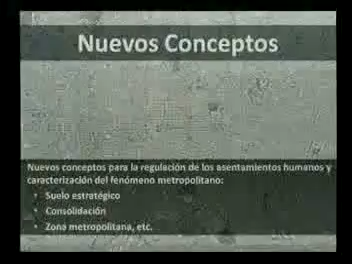 Nuevos Conceptos
Nuevos conceptos para la regulación de los asentamientos humanos y
caracterización del fenómeno metropolitano:
• Suelo estratégico
• Consolidación
• Zona metropolitana, etc.